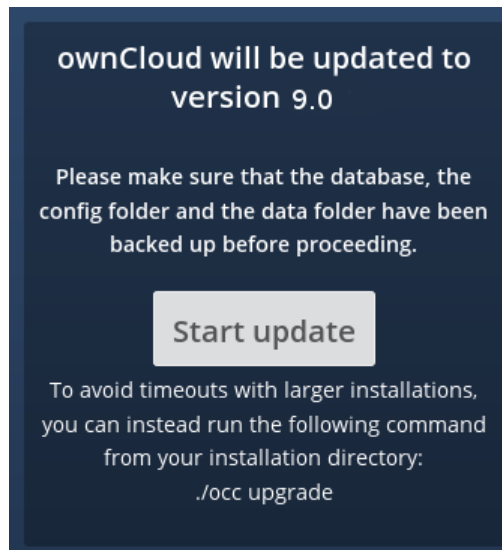 ownCloud will be updated to
version 9.0
Please make sure that the database, the
config folder and the data folder have been
backed up before proceeding.
Start update
To avoid timeouts with larger installations,
you can instead run the following command
from your installation directory:
./occ upgrade